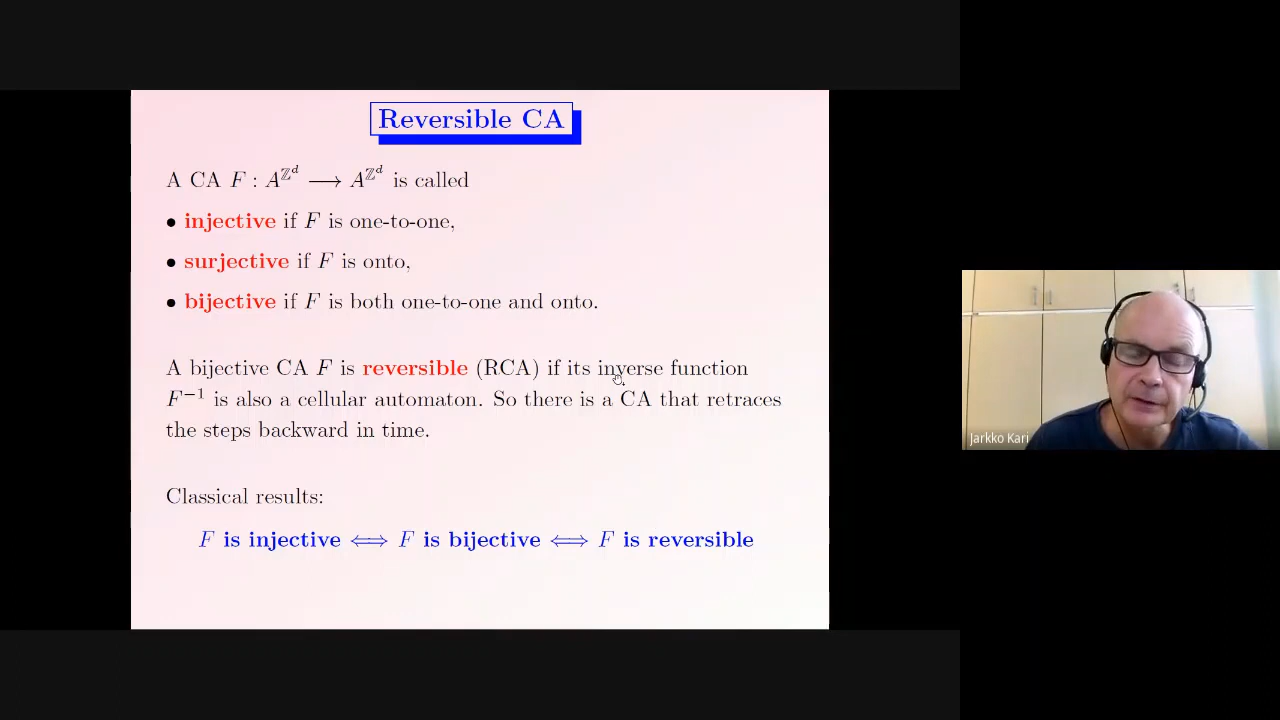 Reversible CA
A CA F : A^{ℤ^d} ⟶ A^{ℤ^d} is called
• injective if F is one-to-one,
• surjective if F is onto,
• bijective if F is both one-to-one and onto.
A bijective CA F is reversible (RCA) if its inverse function
F⁻¹ is also a cellular automaton. So there is a CA that retraces
the steps backward in time.
Classical results:
F is injective ⟺ F is bijective ⟺ F is reversible
Jarkko Kari